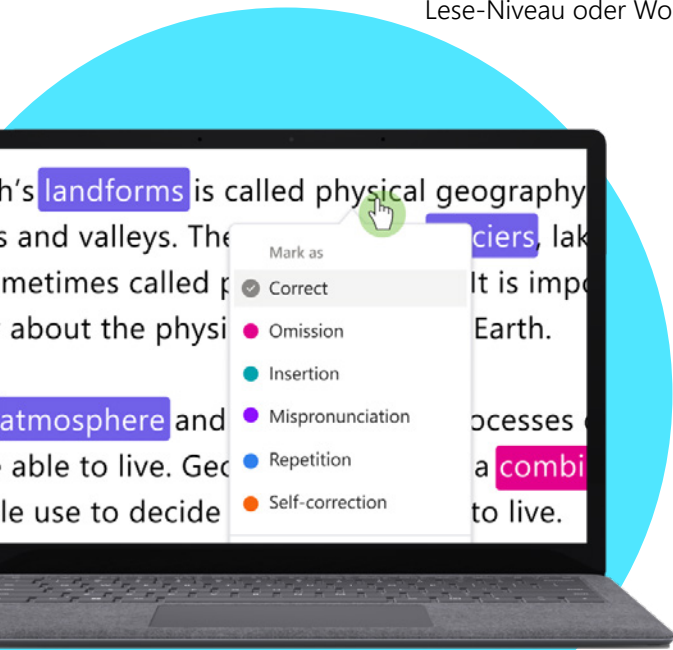 Lese-Niveau oder Wo
h's landforms is called physical geography
s and valleys. The ciers, lak
metimes called p It is impo
about the physi Earth.
atmosphere and ocesses
able to live. Geo a combi
le use to decide to live.
Mark as
Correct
Omission
Insertion
Mispronunciation
Repetition
Self-correction